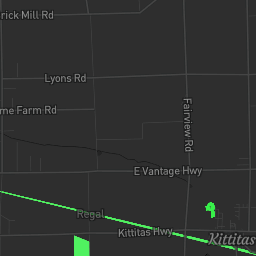 rick Mill Rd
Lyons Rd
me Farm Rd
Fairview Rd
E Vantage Hwy
Regal
Kittitas Hwy
Kittitas